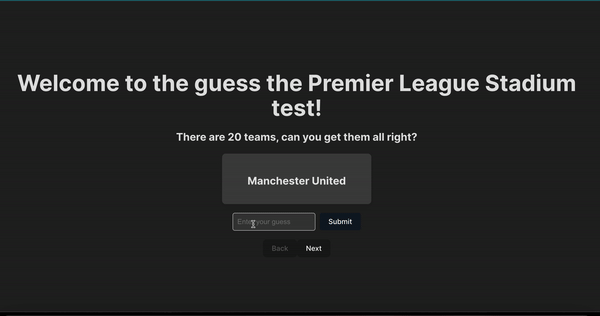 Welcome to the guess the Premier League Stadium
test!
There are 20 teams, can you get them all right?
Manchester United
Enter your guess
Submit
Back
Next